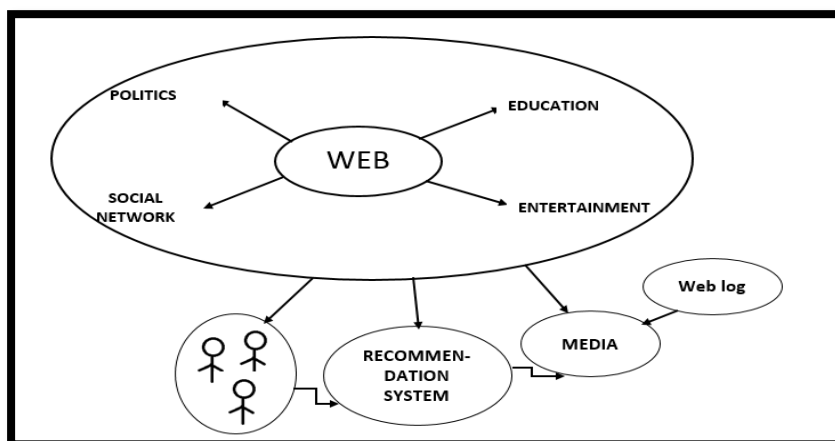 POLITICS
EDUCATION
WEB
SOCIAL
NETWORK
ENTERTAINMENT
Web log
RECOMMEN-
DATION
SYSTEM
MEDIA